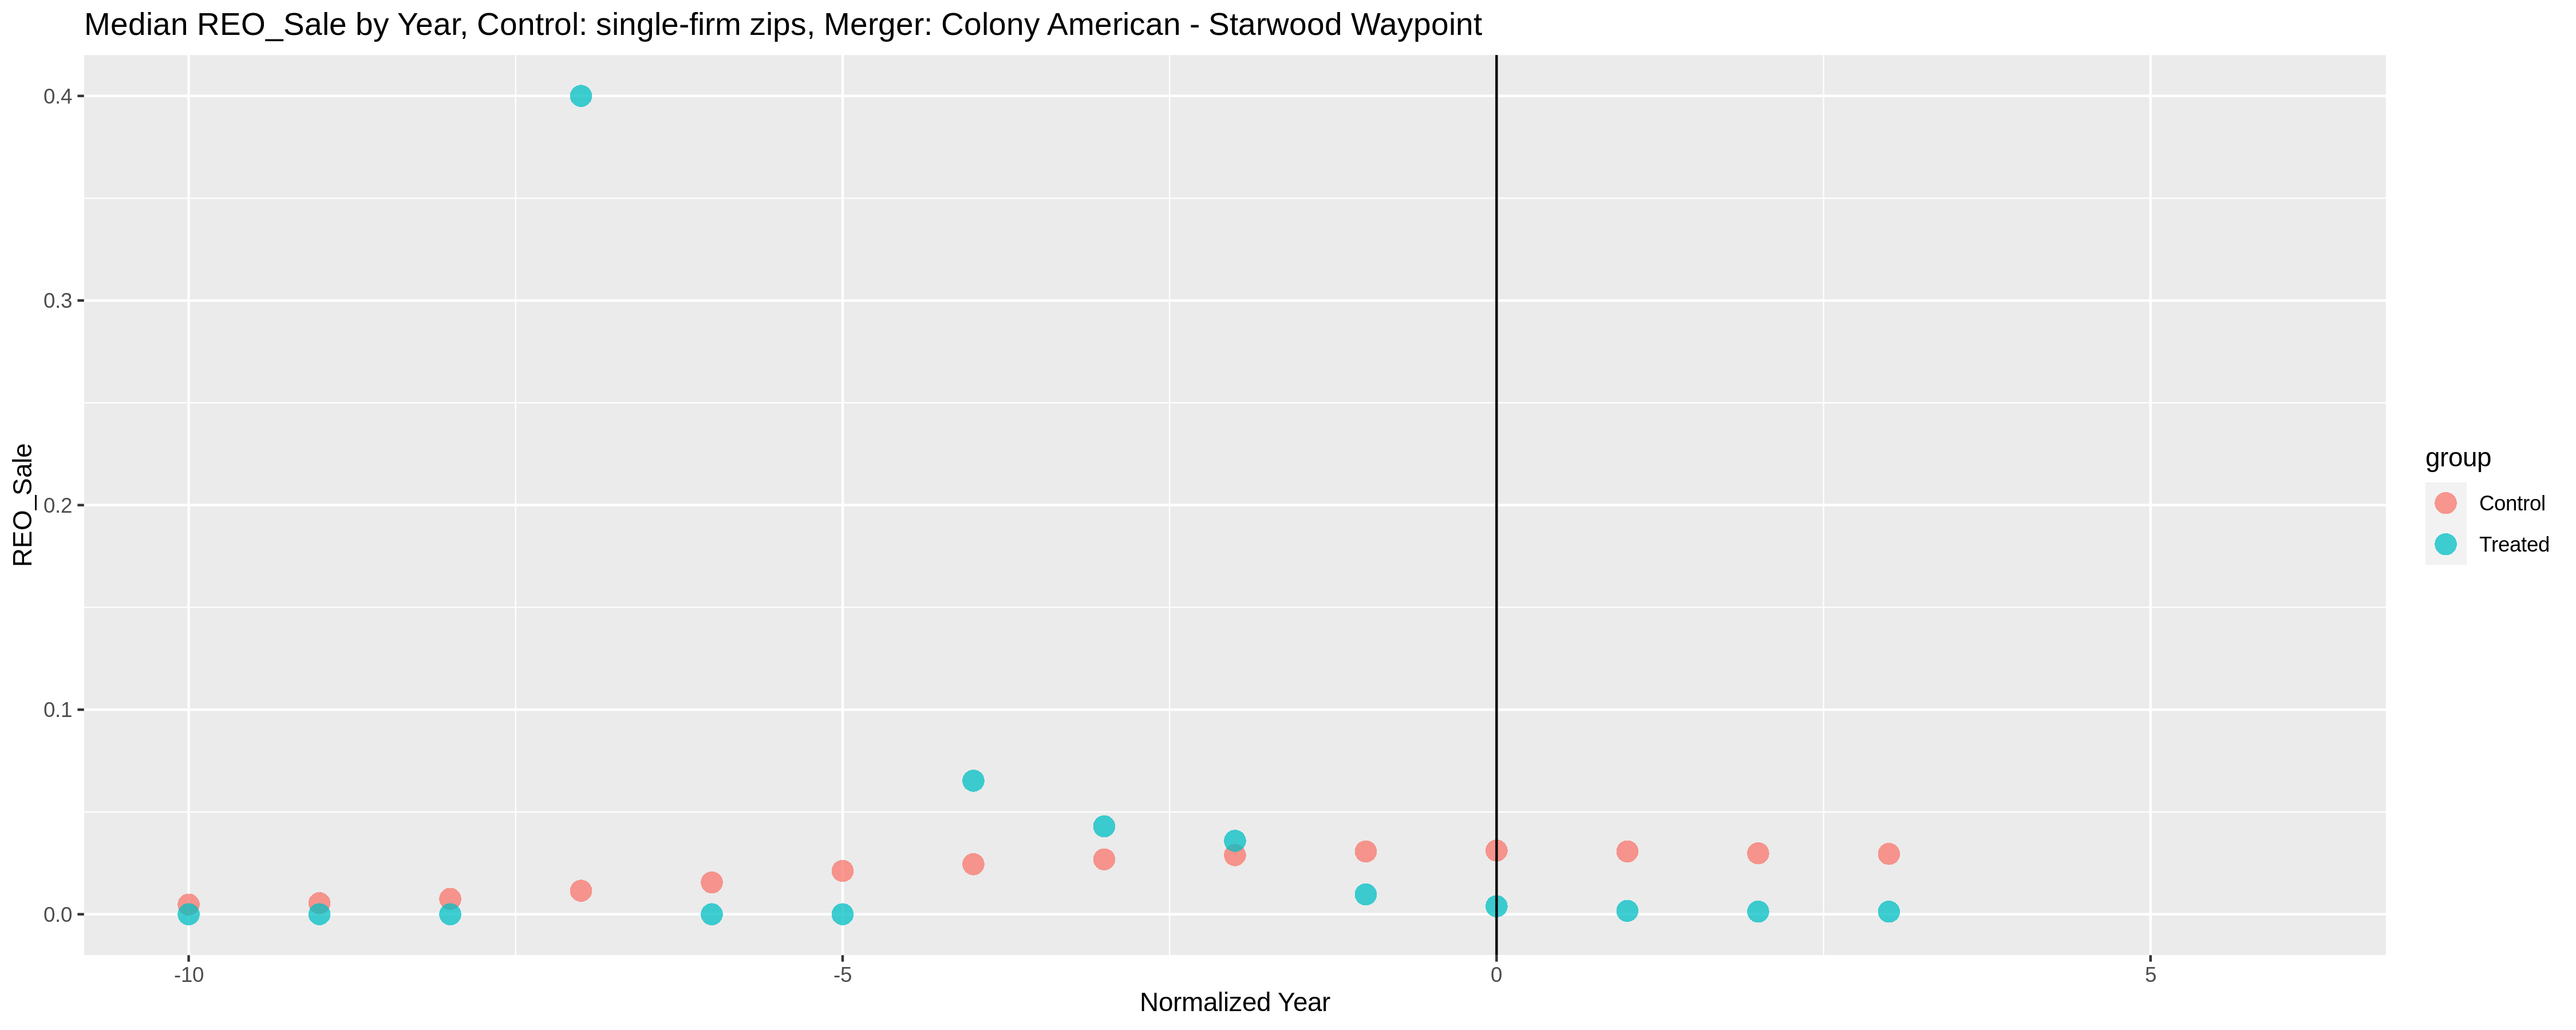 Median REO_Sale by Year, Control: single-firm zips, Merger: Colony American - Starwood Waypoint
REO_Sale
0.4
0.3
0.2
0.1
0.0
-10
-5
0
5
Normalized Year
group
Control
Treated